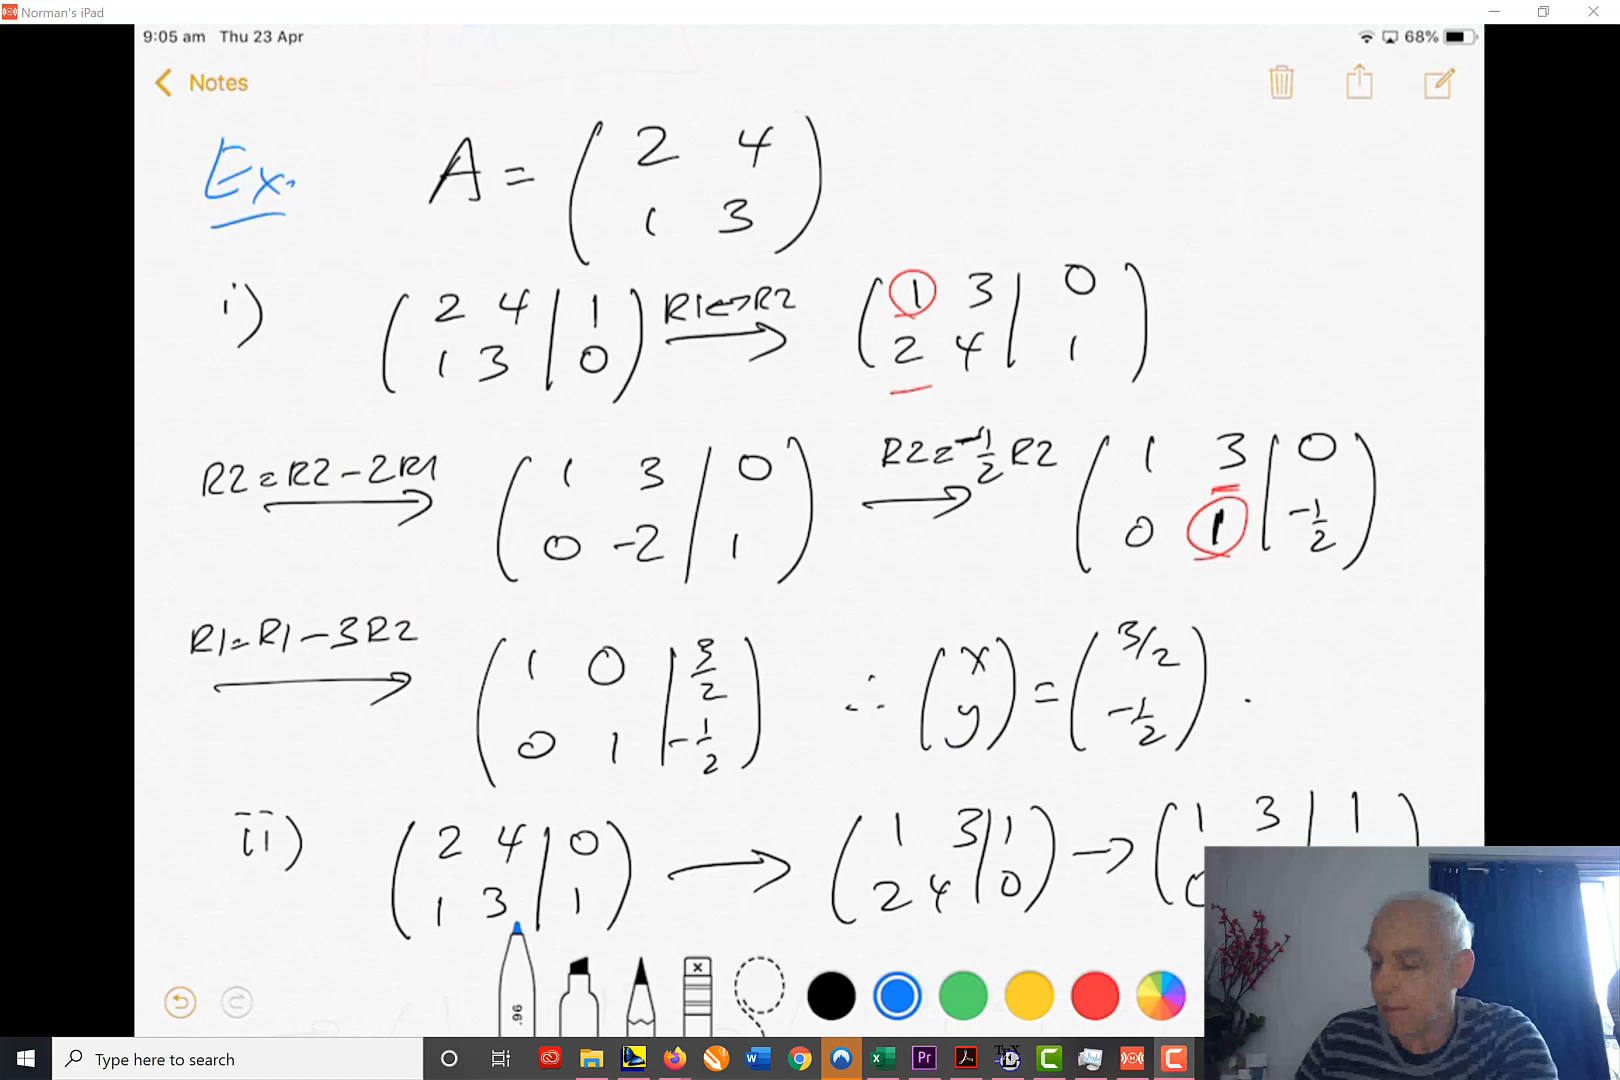 Norman's iPad
9:05 am Thu 23 Apr
68%
Notes
Ex. A = ( 2 4
1 3 )
i) ( 2 4 | 1
1 3 | 0 ) R1<->R2 ( 1 3 | 0
2 4 | 1 )
R2=R2-2R1 ( 1 3 | 0
0 -2 | 1 ) R2=-1/2 R2 ( 1 3 | 0
0 1 | -1/2 )
R1=R1-3R2 ( 1 0 | 3/2
0 1 | -1/2 ) ∴ ( x
y ) = ( 3/2
-1/2 ) .
ii) ( 2 4 | 0
1 3 | 1 ) → ( 1 3 | 1
2 4 | 0 ) → ( 1 3 | 1
0
.96
Type here to search